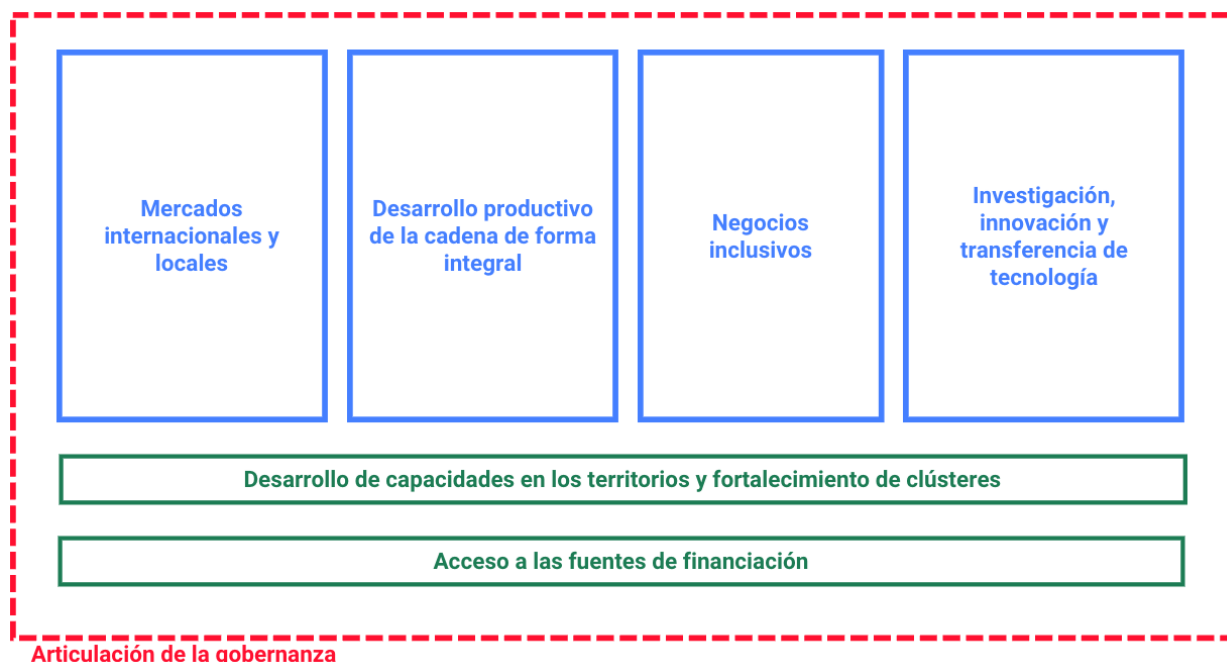 Mercados
internacionales y
locales
Desarrollo productivo
de la cadena de forma
integral
Negocios
inclusivos
Investigación,
innovación y
transferencia de
tecnología
Desarrollo de capacidades en los territorios y fortalecimiento de clústeres
Acceso a las fuentes de financiación
Articulación de la gobernanza